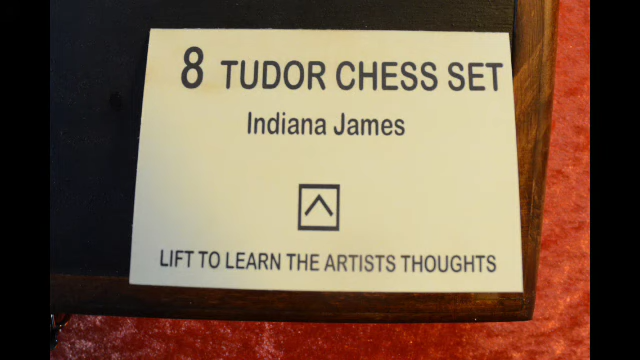 8 TUDOR CHESS SET
Indiana James
LIFT TO LEARN THE ARTISTS THOUGHTS